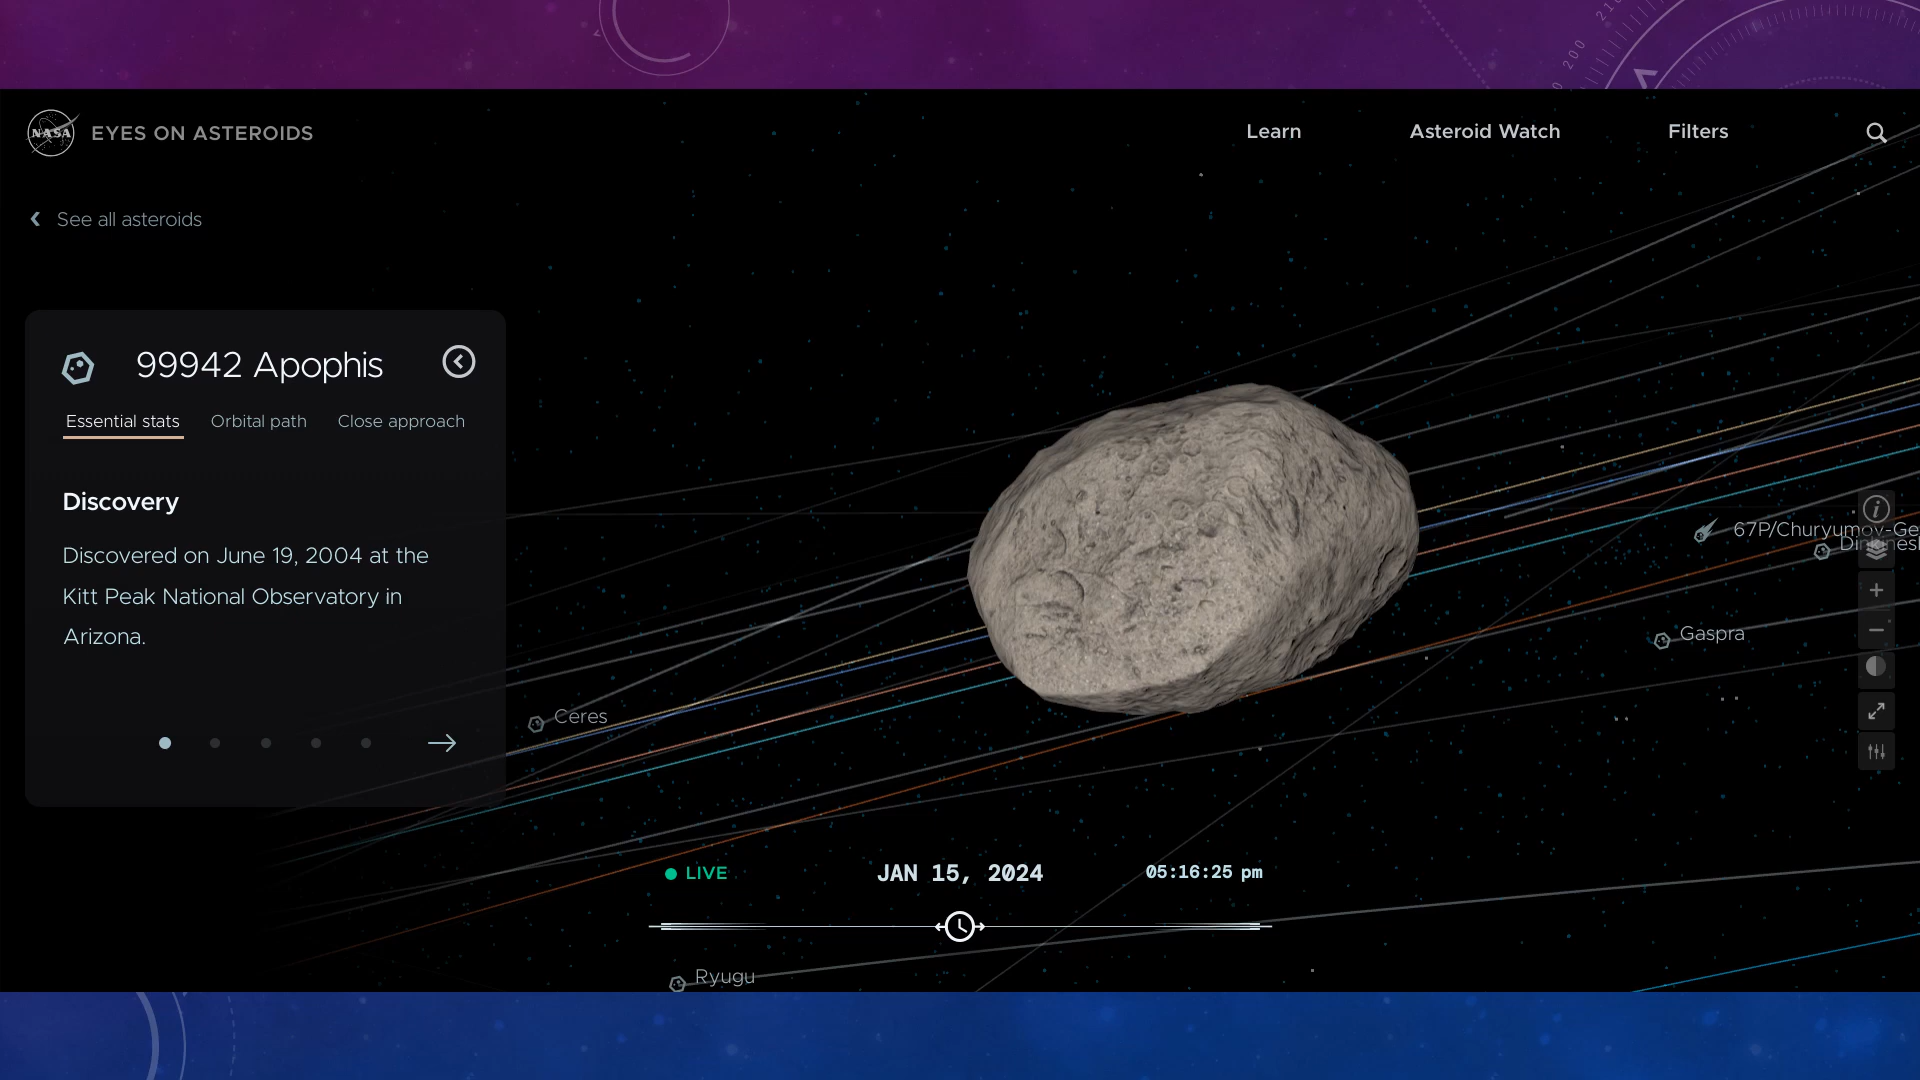 210
200
NASA
EYES ON ASTEROIDS
Learn
Asteroid Watch
Filters
See all asteroids
99942 Apophis
Essential stats
Orbital path
Close approach
Discovery
Discovered on June 19, 2004 at the
Kitt Peak National Observatory in
Arizona.
67P/Churyumov-Ge
Gaspra
Ceres
LIVE
JAN 15, 2024
05:16:25 pm
Ryugu